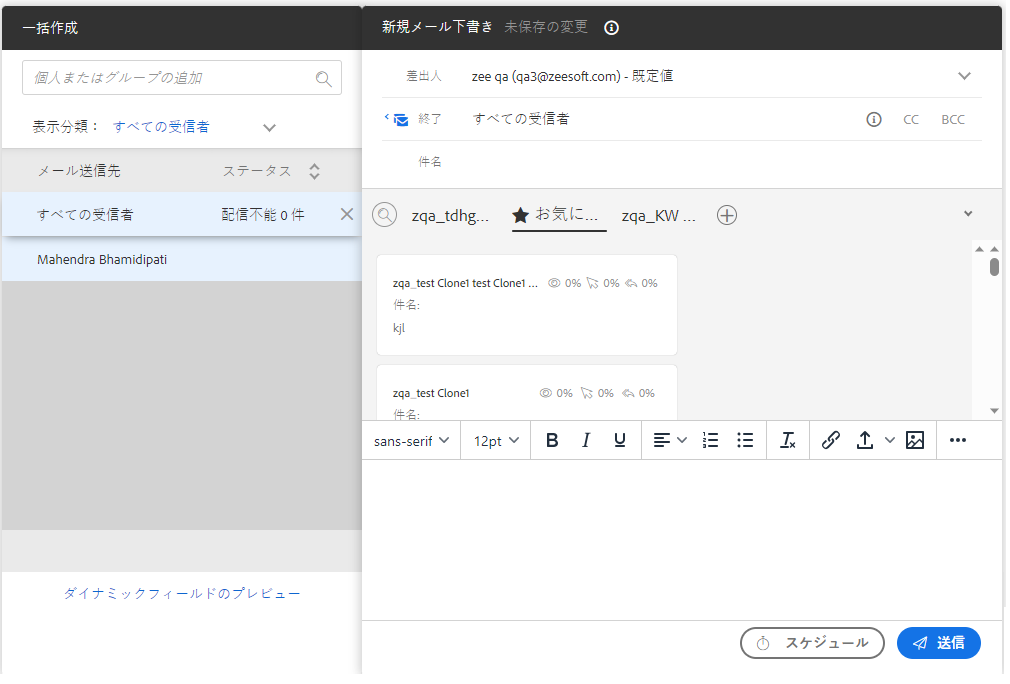 一括作成
個人またはグループの追加
表示分類： すべての受信者
メール送信先 ステータス
すべての受信者 配信不能 0 件
Mahendra Bhamidipati
ダイナミックフィールドのプレビュー
新規メール下書き 未保存の変更
差出人 zee qa (qa3@zeesoft.com) - 既定値
終了 すべての受信者 CC BCC
件名
zqa_tdhg... お気に... zqa_KW ...
zqa_test Clone1 test Clone1 ... 0% 0% 0%
件名:
kjl
zqa_test Clone1 0% 0% 0%
件名:
sans-serif 12pt B I U
スケジュール 送信